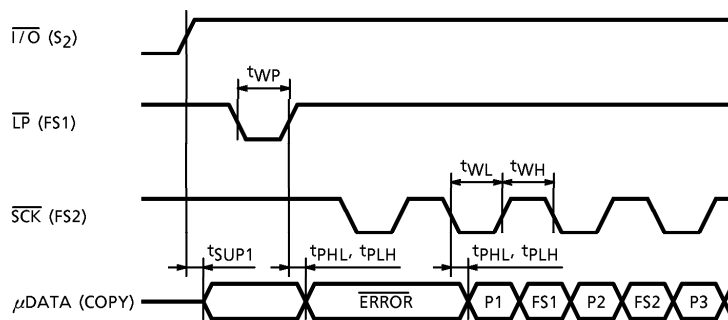 I/O (S2)
tWP
LP (FS1)
tWL tWH
SCK (FS2)
tSUP1 tPHL, tPLH tPHL, tPLH
μDATA (COPY) ERROR P1 FS1 P2 FS2 P3